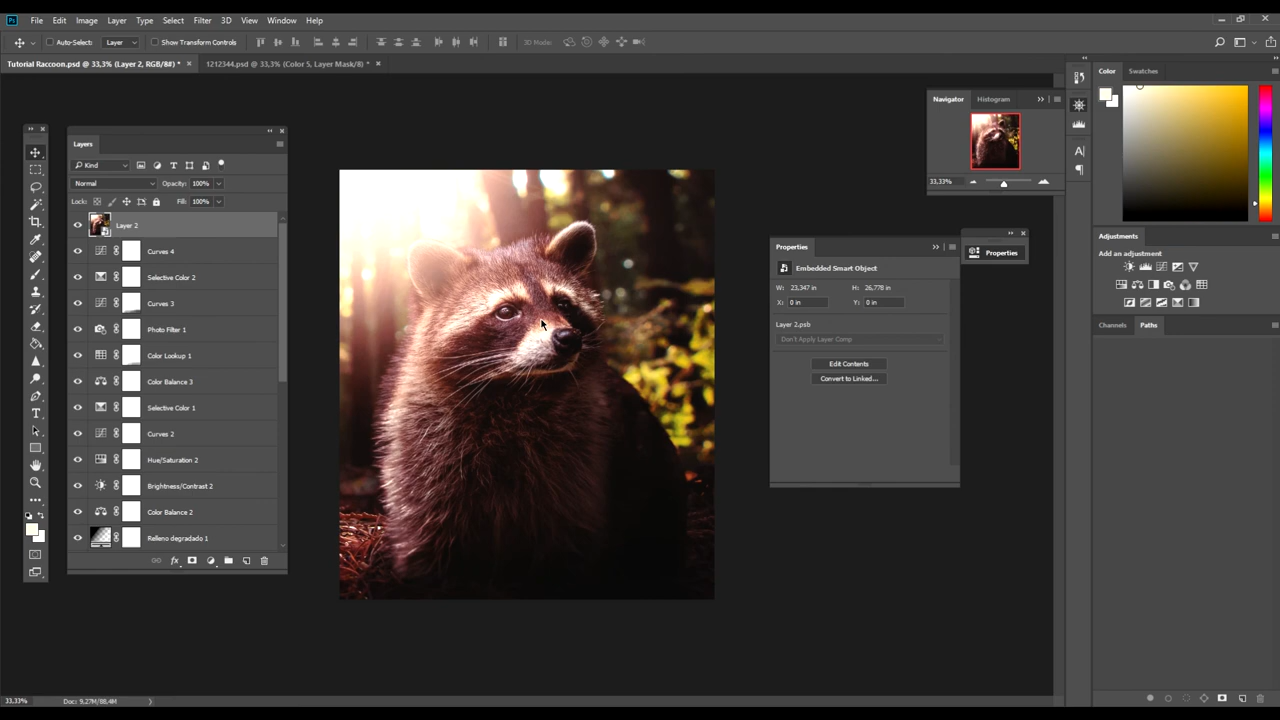 Ps File Edit Image Layer Type Select Filter 3D View Window Help
Auto-Select: Layer Show Transform Controls 3D Mode:
Tutorial Raccoon.psd @ 33,3% (Layer 2, RGB/8#) * × 1212344.psd @ 33,3% (Color 5, Layer Mask/8) * ×
Layers
Kind
Normal Opacity: 100%
Lock: Fill: 100%
Layer 2
Curves 4
Selective Color 2
Curves 3
Photo Filter 1
Color Lookup 1
Color Balance 3
Selective Color 1
Curves 2
Hue/Saturation 2
Brightness/Contrast 2
Color Balance 2
Relleno degradado 1
fx
Navigator Histogram
33,33%
Properties
Embedded Smart Object
W: 23,347 in H: 26,778 in
X: 0 in Y: 0 in
Layer 2.psb
Don't Apply Layer Comp
Edit Contents
Convert to Linked...
Properties
Color Swatches
Adjustments
Add an adjustment
Channels Paths
33,33% Doc: 9,27M/88,4M